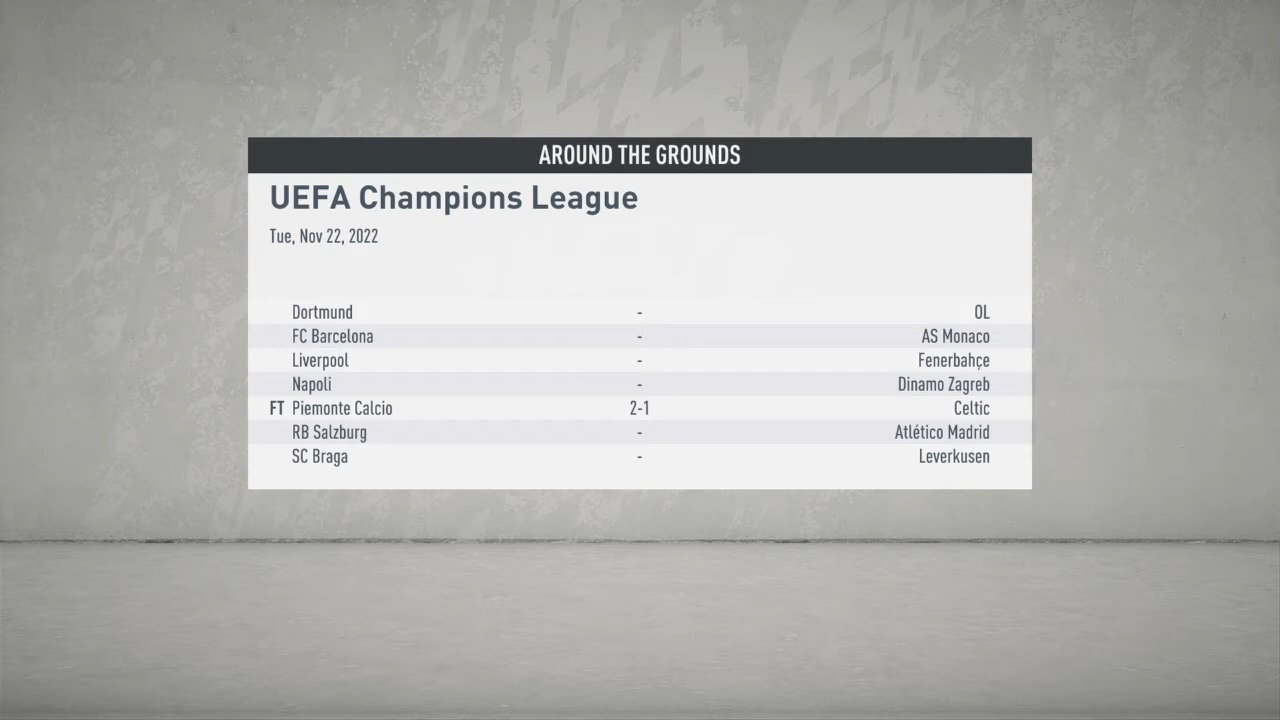 AROUND THE GROUNDS
UEFA Champions League
Tue, Nov 22, 2022
Dortmund - OL
FC Barcelona - AS Monaco
Liverpool - Fenerbahçe
Napoli - Dinamo Zagreb
FT Piemonte Calcio 2-1 Celtic
RB Salzburg - Atlético Madrid
SC Braga - Leverkusen